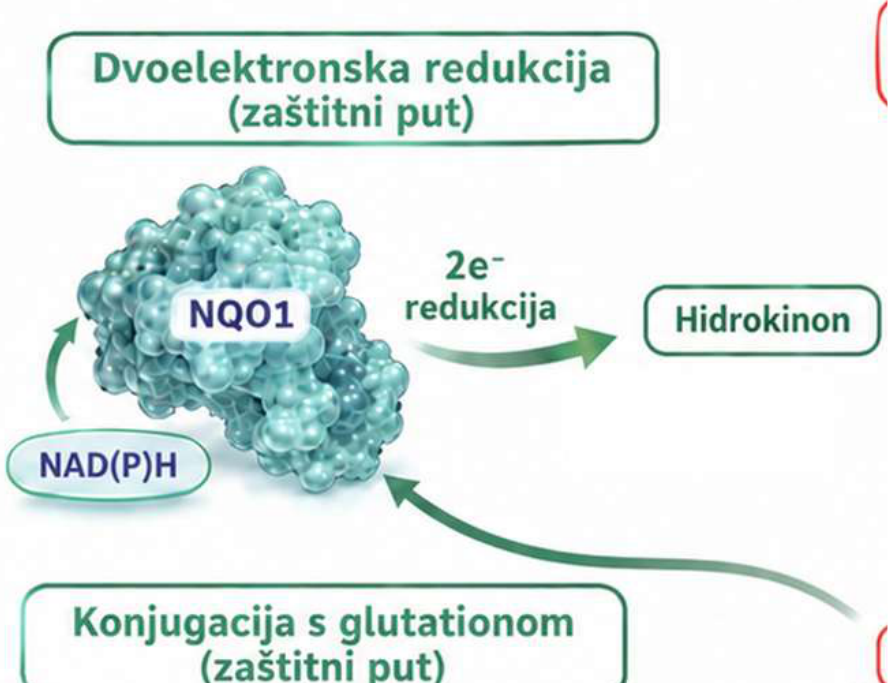 Dvoelektronska redukcija
(zaštitni put)
NQO1
2e⁻
redukcija
Hidrokinon
NAD(P)H
Konjugacija s glutationom
(zaštitni put)